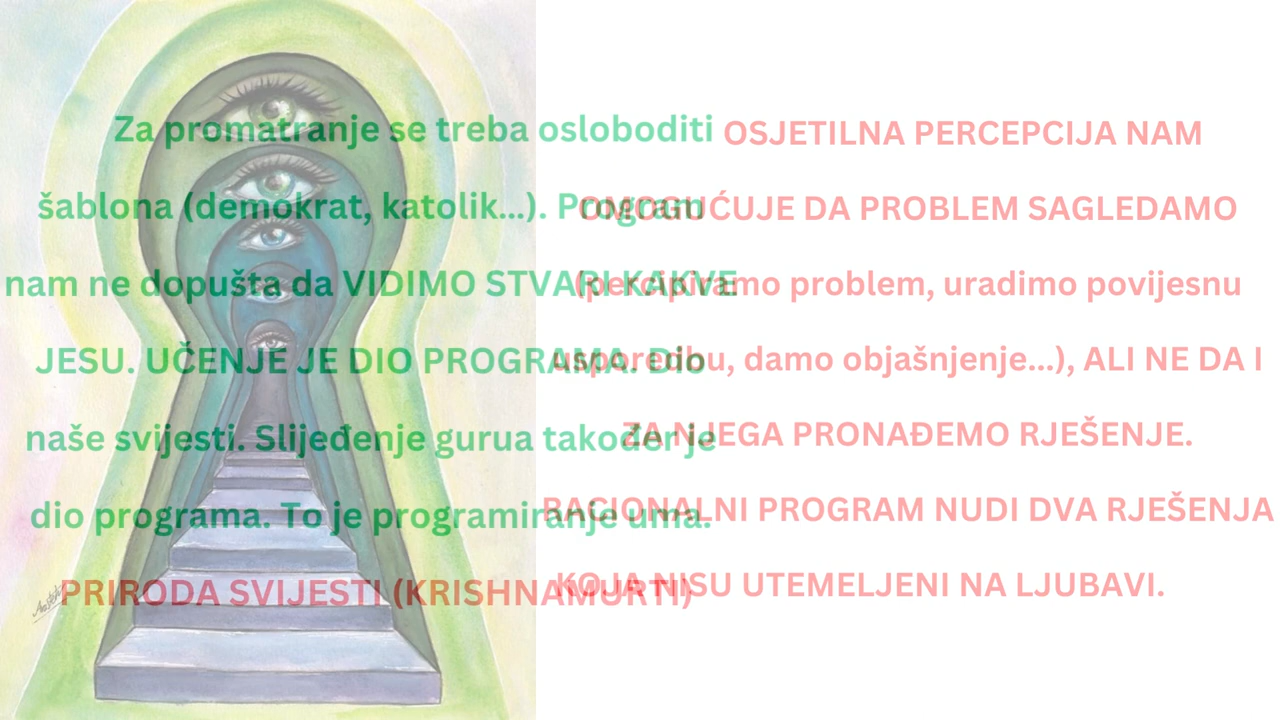 Za promatranje se treba osloboditi
šablona (demokrat, katolik...). Program
nam ne dopušta da VIDIMO STVARI KAKVE
JESU. UČENJE JE DIO PROGRAMA. Dio
naše svijesti. Slijeđenje gurua također je
dio programa. To je programiranje uma.
PRIRODA SVIJESTI (KRISHNAMURTI)
OSJETILNA PERCEPCIJA NAM
OMOGUĆUJE DA PROBLEM SAGLEDAMO
(percipiramo problem, uradimo povijesnu
usporedbu, damo objašnjenje...), ALI NE DA I
ZA NJEGA PRONAĐEMO RJEŠENJE.
RACIONALNI PROGRAM NUDI DVA RJEŠENJA
KOJA NISU UTEMELJENI NA LJUBAVI.